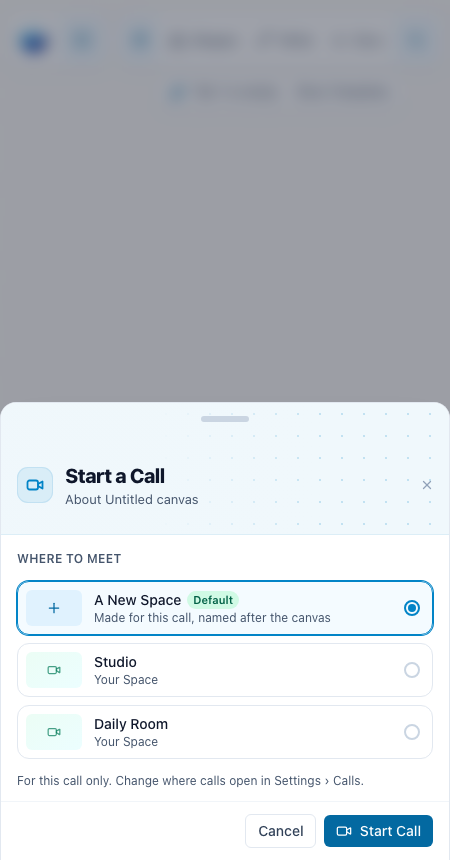 Start a Call
About Untitled canvas
WHERE TO MEET
A New Space Default
Made for this call, named after the canvas
Studio
Your Space
Daily Room
Your Space
For this call only. Change where calls open in Settings › Calls.
Cancel
Start Call